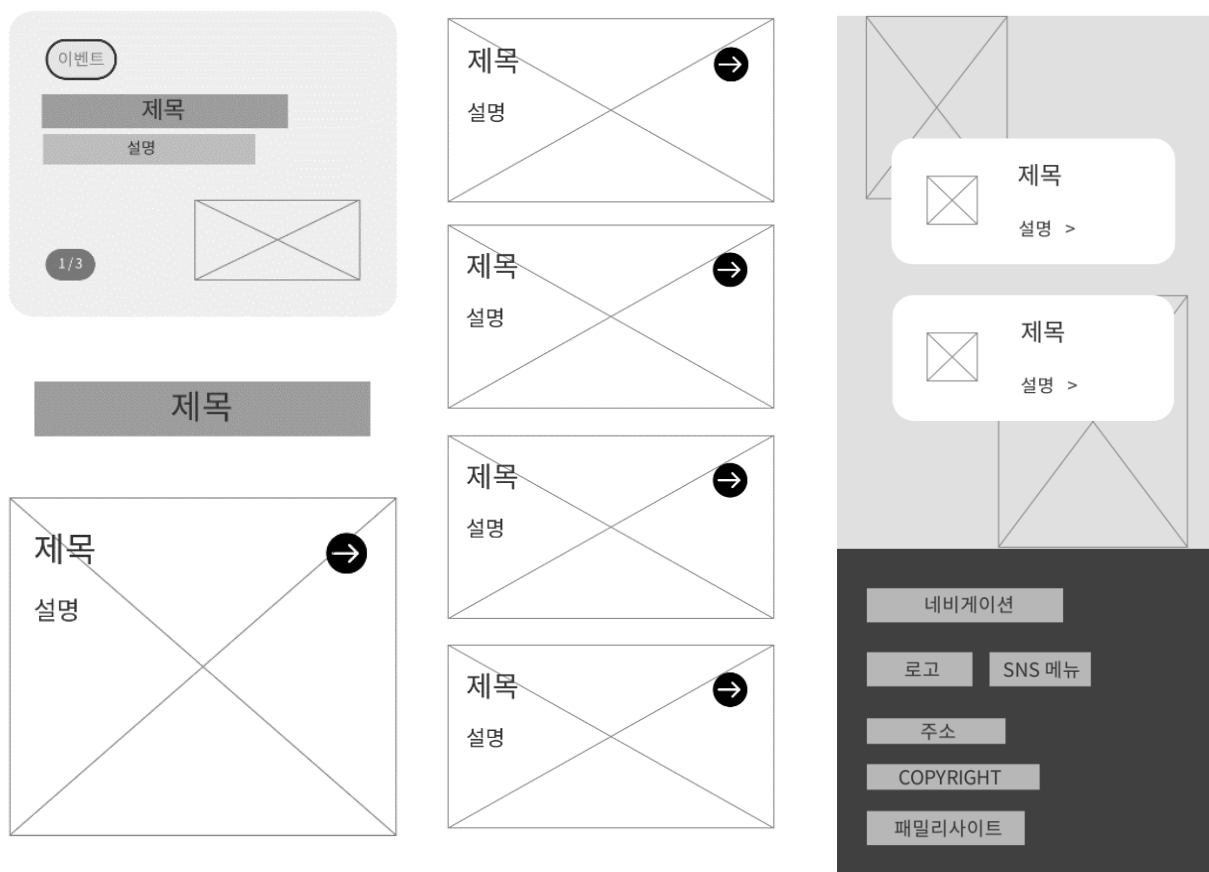 이벤트
제목
설명
1/3
제목
제목
설명
제목
설명
제목
설명
제목
설명
제목
설명
제목
설명 >
제목
설명 >
네비게이션
로고
SNS 메뉴
주소
COPYRIGHT
패밀리사이트